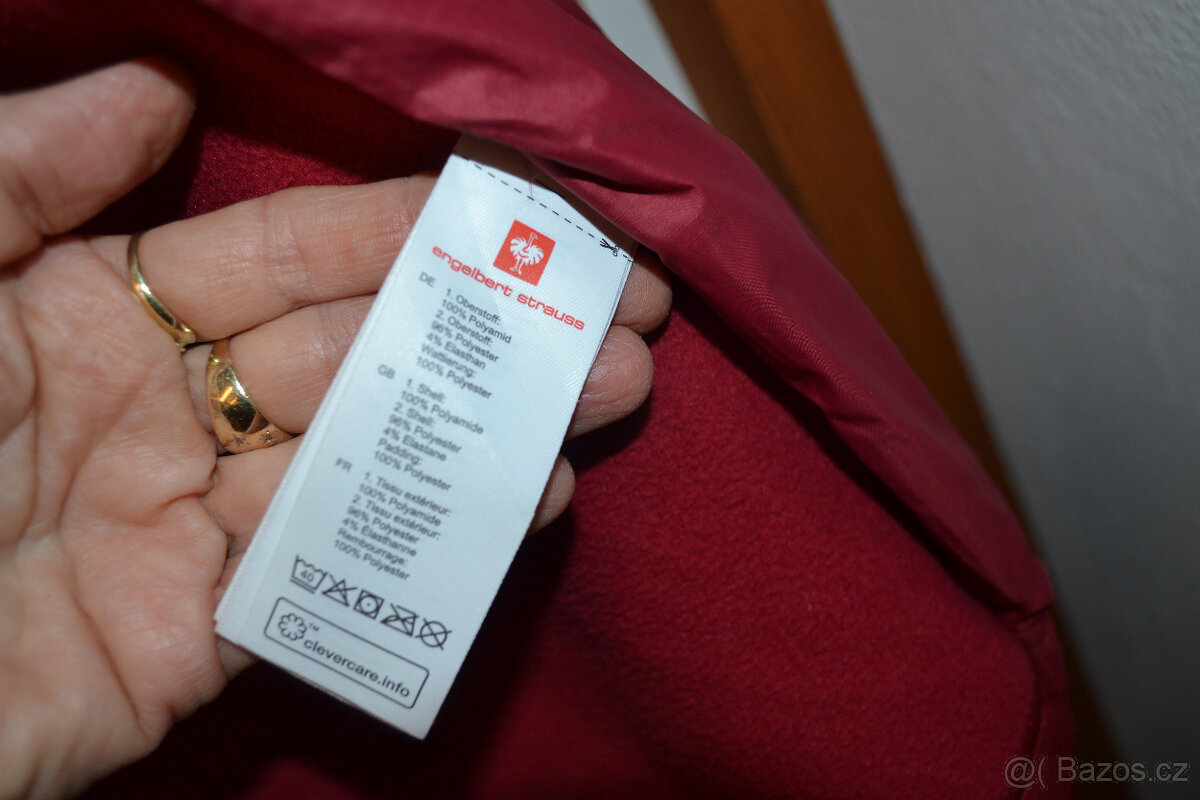 engelbert strauss
DE 1. Oberstoff:
100% Polyamid
2. Oberstoff:
96% Polyester
4% Elasthan
Wattierung:
100% Polyester
GB 1. Shell:
100% Polyamide
2. Shell:
96% Polyester
4% Elastane
Padding:
100% Polyester
FR 1. Tissu extérieur:
100% Polyamide
2. Tissu extérieur:
96% Polyester
4% Élasthanne
Rembourrage:
100% Polyester
40
™
clevercare.info
@( Bazos.cz